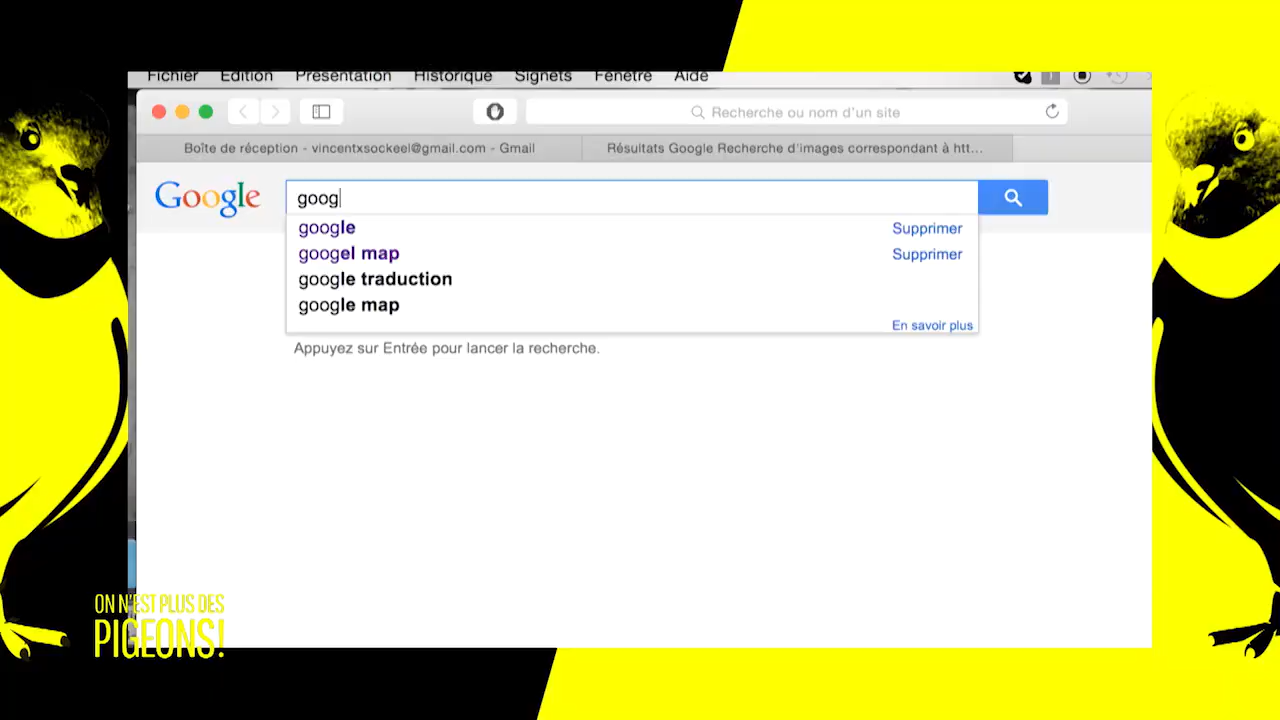 Fichier Edition Présentation Historique Signets Fenêtre Aide
Recherche ou nom d'un site
Boîte de réception - vincentxsockeel@gmail.com - Gmail
Résultats Google Recherche d'images correspondant à htt...
Google
goog
google Supprimer
googel map Supprimer
google traduction
google map
En savoir plus
Appuyez sur Entrée pour lancer la recherche.
ON N'EST PLUS DES
PIGEONS!